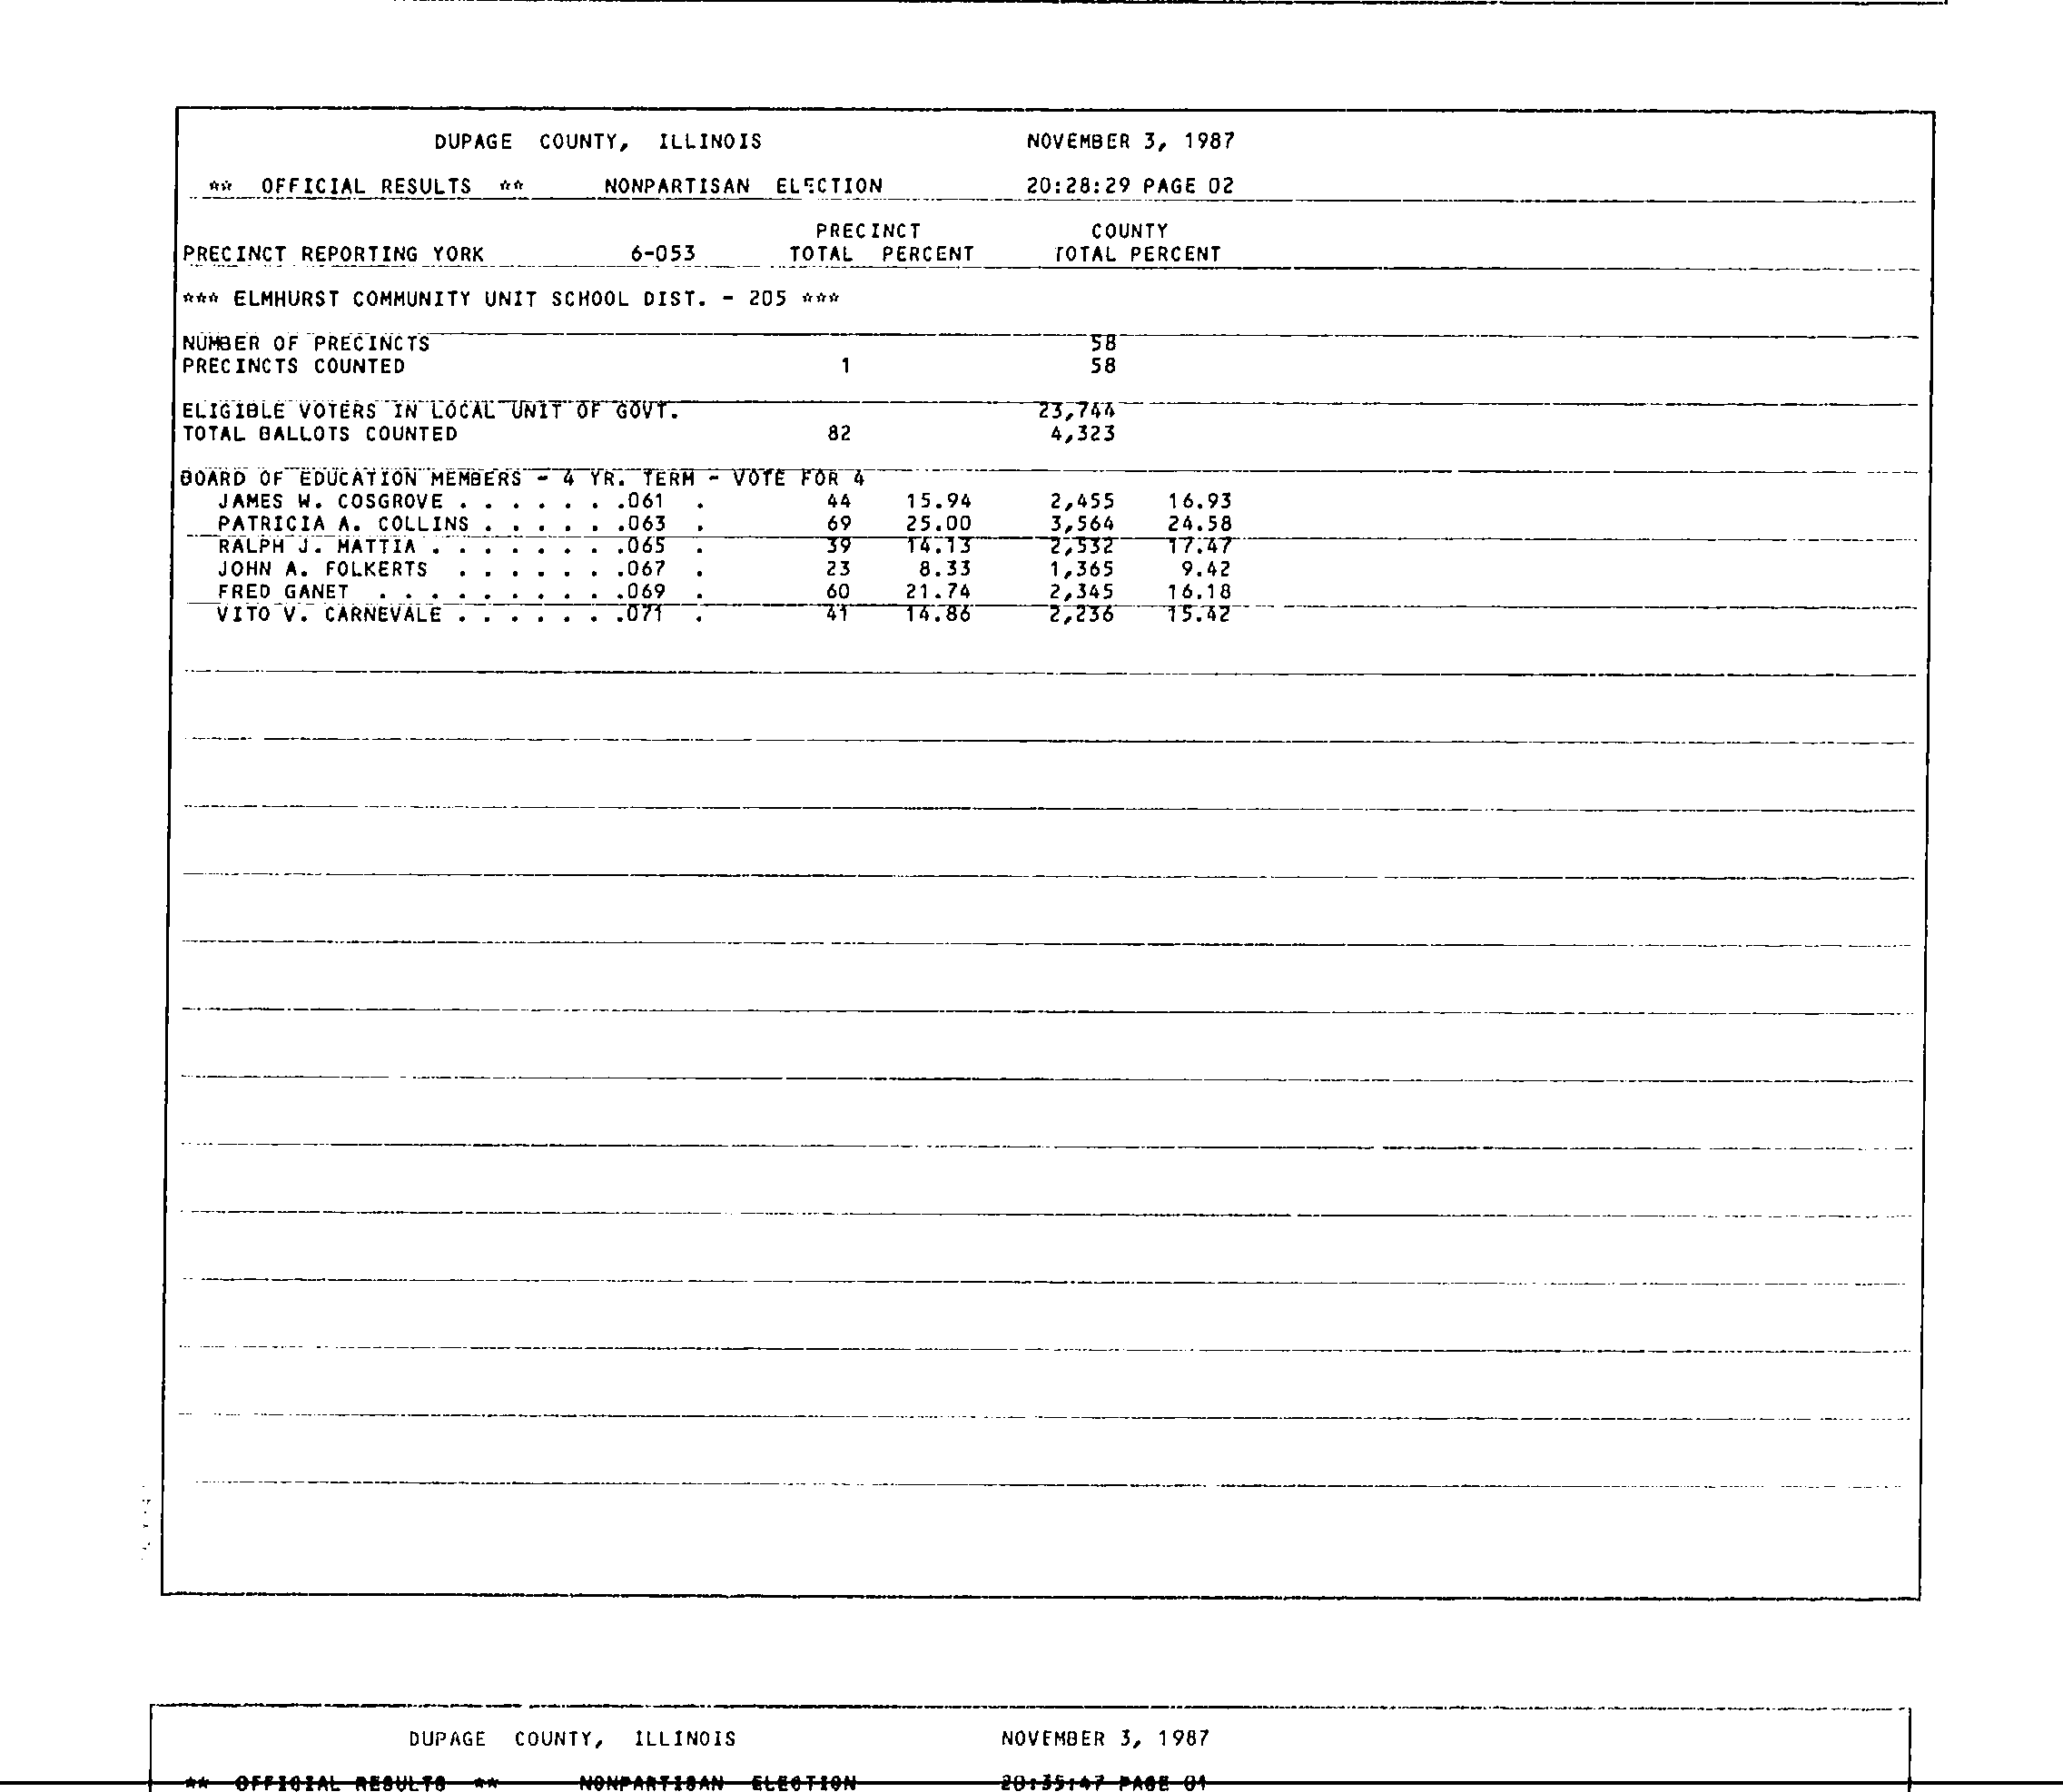 DUPAGE COUNTY, ILLINOIS NOVEMBER 3, 1987
** OFFICIAL RESULTS ** NONPARTISAN ELECTION 20:28:29 PAGE 02
PRECINCT COUNTY
PRECINCT REPORTING YORK 6-053 TOTAL PERCENT TOTAL PERCENT
*** ELMHURST COMMUNITY UNIT SCHOOL DIST. - 205 ***
NUMBER OF PRECINCTS 58
PRECINCTS COUNTED 1 58
ELIGIBLE VOTERS IN LOCAL UNIT OF GOVT. 23,744
TOTAL BALLOTS COUNTED 82 4,323
BOARD OF EDUCATION MEMBERS - 4 YR. TERM - VOTE FOR 4
JAMES W. COSGROVE . . . . . . .061 . 44 15.94 2,455 16.93
PATRICIA A. COLLINS . . . . . .063 . 69 25.00 3,564 24.58
RALPH J. MATTIA . . . . . . . .065 . 39 14.13 2,532 17.47
JOHN A. FOLKERTS . . . . . . .067 . 23 8.33 1,365 9.42
FRED GANET . . . . . . . . . .069 . 60 21.74 2,345 16.18
VITO V. CARNEVALE . . . . . . .071 . 41 14.86 2,236 15.42
DUPAGE COUNTY, ILLINOIS NOVEMBER 3, 1987
** OFFICIAL RESULTS ** NONPARTISAN ELECTION 20:35:47 PAGE 01